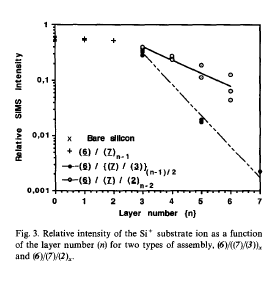 Relative SIMS intensity
1
0,1
0,01
0,001
0 1 2 3 4 5 6 7
Layer number {n}
x Bare silicon
+ (6) / (7)n-1
(6) / {(7) / (3)}(n-1)/2
(6) / (7) / (2)n-2
Fig. 3. Relative intensity of the Si+ substrate ion as a function
of the layer number (n) for two types of assembly, (6)/((7)/(3))x
and (6)/(7)/(2)x.